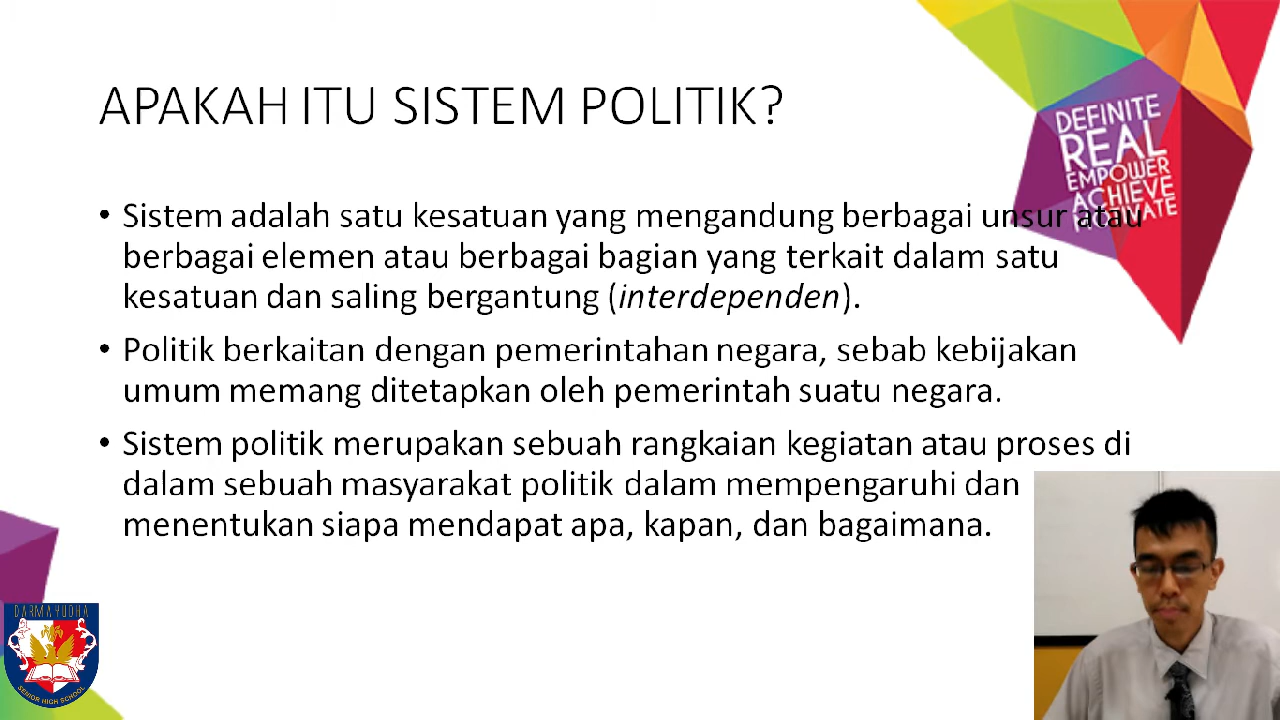 APAKAH ITU SISTEM POLITIK?
DEFINITE
REAL
EMPOWER
ACHIEVE
MOTIVATE
• Sistem adalah satu kesatuan yang mengandung berbagai unsur atau
berbagai elemen atau berbagai bagian yang terkait dalam satu
kesatuan dan saling bergantung (interdependen).
• Politik berkaitan dengan pemerintahan negara, sebab kebijakan
umum memang ditetapkan oleh pemerintah suatu negara.
• Sistem politik merupakan sebuah rangkaian kegiatan atau proses di
dalam sebuah masyarakat politik dalam mempengaruhi dan
menentukan siapa mendapat apa, kapan, dan bagaimana.
DARMA YUDHA
SENIOR HIGH SCHOOL